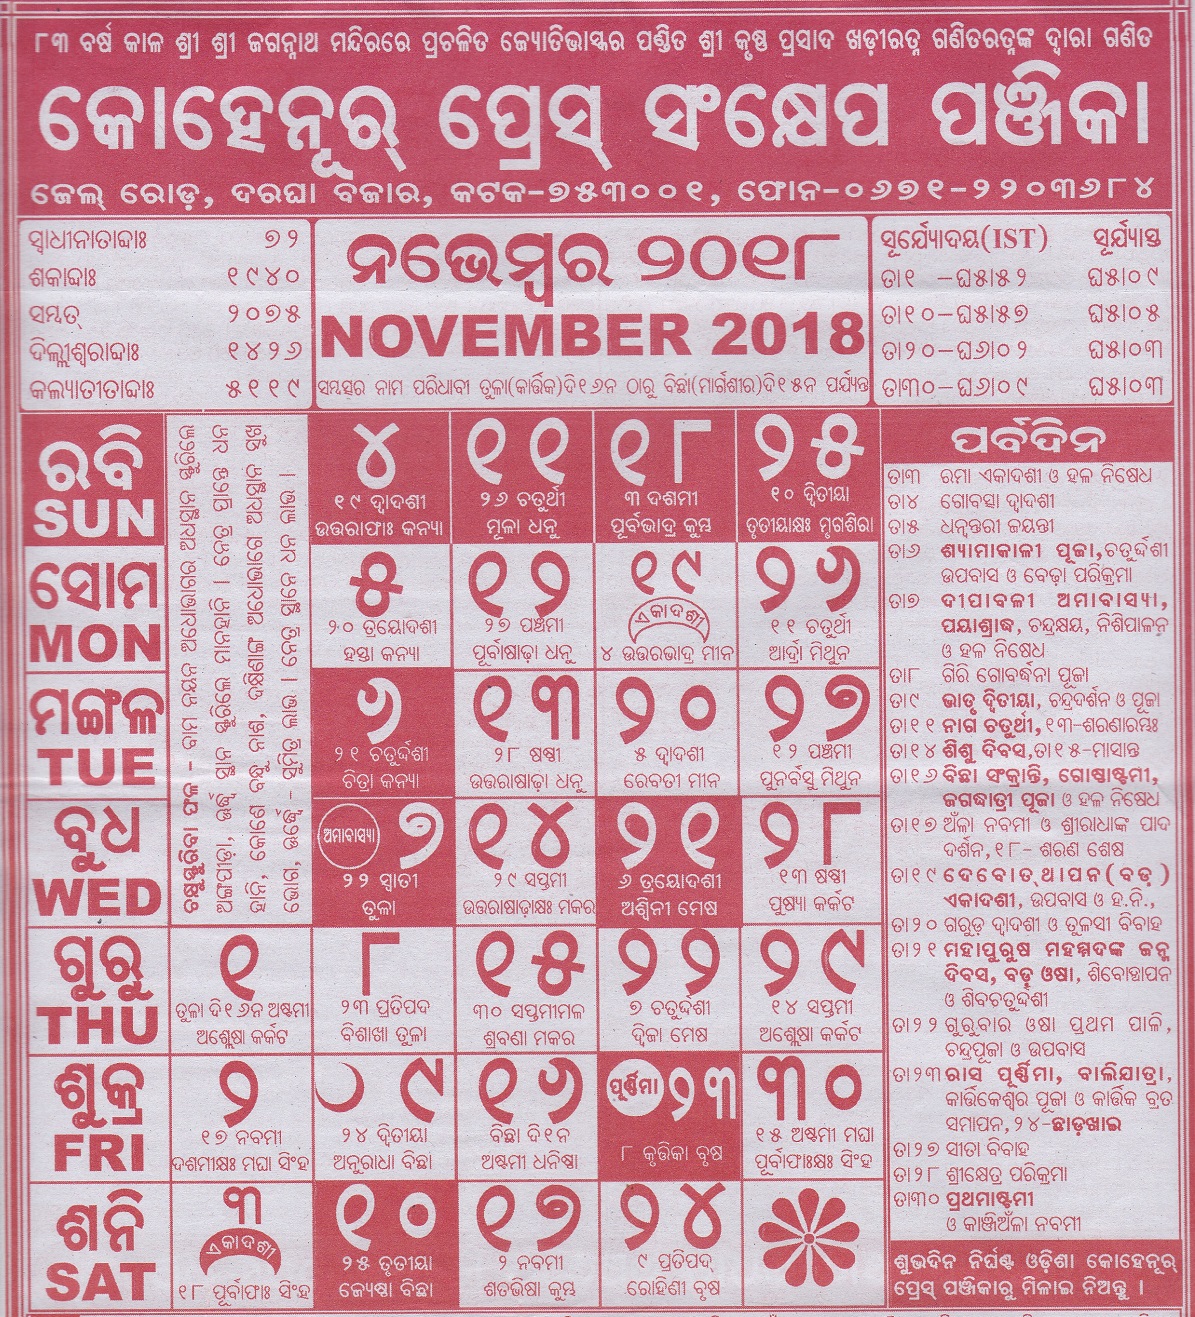 ୮୩ ବର୍ଷ କାଳ ଶ୍ରୀ ଶ୍ରୀ ଜଗନ୍ନାଥ ମନ୍ଦିରରେ ପ୍ରଚଳିତ ଜ୍ୟୋତିଭାସ୍କର ପଣ୍ଡିତ ଶ୍ରୀ କୃଷ୍ଣ ପ୍ରସାଦ ଖଡ଼ୀରତ୍ନ ଗଣିତରତ୍ନଙ୍କ ଦ୍ୱାରା ଗଣିତ
କୋହେନୂର୍ ପ୍ରେସ୍ ସଂକ୍ଷେପ ପଞ୍ଜିକା
ଜେଲ୍ ରୋଡ଼, ଦରଘା ବଜାର, କଟକ-୭୫୩୦୦୧, ଫୋନ-୦୬୭୧-୨୨୦୩୬୮୪
ସ୍ୱାଧୀନାତାବ୍ଦାଃ ୭୨
ଶକାବ୍ଦାଃ ୧୯୪୦
ସମ୍ଭତ୍ ୨୦୭୫
ଦିଲ୍ଲୀଶ୍ୱରାବ୍ଦାଃ ୧୪୨୬
କଲ୍ୟାତୀତାବ୍ଦାଃ ୫୧୧୯
ନଭେମ୍ବର ୨୦୧୮
NOVEMBER 2018
ସମ୍ଭତ୍ସର ନାମ ପରିଧାବୀ ତୁଳା(କାର୍ତ୍ତିକ)ଦି୧୬ନ ଠାରୁ ବିଛା(ମାର୍ଗଶୀର)ଦି୧୫ନ ପର୍ଯ୍ୟନ୍ତ
ସୂର୍ଯ୍ୟୋଦୟ(IST) ସୂର୍ଯ୍ୟାସ୍ତ
ତା୧ -ଘ୫।୫୨ ଘ୫।୦୯
ତା୧୦-ଘ୫।୫୭ ଘ୫।୦୫
ତା୨୦-ଘ୬।୦୨ ଘ୫।୦୩
ତା୩୦-ଘ୬।୦୯ ଘ୫।୦୩
ରବି
SUN
୪
୧୯ ଦ୍ୱାଦଶୀ
ଉତ୍ତରାଫାଃ କନ୍ୟା
୧୧
୨୬ ଚତୁର୍ଥୀ
ମୂଳା ଧନୁ
୧୮
୩ ଦଶମୀ
ପୂର୍ବଭାଦ୍ର କୁମ୍ଭ
୨୫
୧୦ ଦ୍ୱିତୀୟା
ତୃତୀୟାକ୍ଷଃ ମୃଗଶିରା
ସୋମ
MON
୫
୨୦ ତ୍ରୟୋଦଶୀ
ହସ୍ତା କନ୍ୟା
୧୨
୨୭ ପଞ୍ଚମୀ
ପୂର୍ବାଷାଢ଼ା ଧନୁ
୧୯
ଏକାଦଶୀ
୪ ଉତ୍ତରଭାଦ୍ର ମୀନ
୨୬
୧୧ ଚତୁର୍ଥୀ
ଆର୍ଦ୍ରା ମିଥୁନ
ମଙ୍ଗଳ
TUE
୬
୨୧ ଚତୁର୍ଦ୍ଦଶୀ
ଚିତ୍ରା କନ୍ୟା
୧୩
୨୮ ଷଷ୍ଠୀ
ଉତ୍ତରାଷାଢ଼ା ଧନୁ
୨୦
୫ ଦ୍ୱାଦଶୀ
ରେବତୀ ମୀନ
୨୭
୧୨ ପଞ୍ଚମୀ
ପୁନର୍ବସୁ ମିଥୁନ
ବୁଧ
WED
ଅମାବାସ୍ୟା
୭
୨୨ ସ୍ୱାତୀ
ତୁଳା
୧୪
୨୯ ସପ୍ତମୀ
ଉତ୍ତରାଷାଢ଼ାକ୍ଷଃ ମକର
୨୧
୬ ତ୍ରୟୋଦଶୀ
ଅଶ୍ୱିନୀ ମେଷ
୨୮
୧୩ ଷଷ୍ଠୀ
ପୁଷ୍ୟା କର୍କଟ
ଗୁରୁ
THU
୧
ତୁଳା ଦି୧୬ନ ଅଷ୍ଟମୀ
ଅଶ୍ଳେଷା କର୍କଟ
୮
୨୩ ପ୍ରତିପଦ
ବିଶାଖା ତୁଳା
୧୫
୩୦ ସପ୍ତମୀମଳ
ଶ୍ରବଣା ମକର
୨୨
୭ ଚତୁର୍ଦ୍ଦଶୀ
ଦ୍ୱିଜା ମେଷ
୨୯
୧୪ ସପ୍ତମୀ
ଅଶ୍ଳେଷା କର୍କଟ
ଶୁକ୍ର
FRI
୨
୧୭ ନବମୀ
ଦଶମୀକ୍ଷଃ ମଘା ସିଂହ
୯
୨୪ ଦ୍ୱିତୀୟା
ଅନୁରାଧା ବିଛା
୧୬
ବିଛା ଦି୧ନ
ଅଷ୍ଟମୀ ଧନିଷ୍ଠା
ପୂର୍ଣ୍ଣିମା
୨୩
୮ କୃତ୍ତିକା ବୃଷ
୩୦
୧୫ ଅଷ୍ଟମୀ ମଘା
ପୂର୍ବାଫାଃକ୍ଷଃ ସିଂହ
ଶନି
SAT
୩
ଏକାଦଶୀ
୧୮ ପୂର୍ବାଫାଃ ସିଂହ
୧୦
୨୫ ତୃତୀୟା
ଜ୍ୟେଷ୍ଠା ବିଛା
୧୭
୨ ନବମୀ
ଶତଭିଷା କୁମ୍ଭ
୨୪
୯ ପ୍ରତିପଦ୍
ରୋହିଣୀ ବୃଷ
ପର୍ବଦିନ
ତା୩ ରମା ଏକାଦଶୀ ଓ ହଳ ନିଷେଧ
ତା୪ ଗୋବତ୍ସା ଦ୍ୱାଦଶୀ
ତା୫ ଧନ୍ୱନ୍ତରୀ ଜୟନ୍ତୀ
ତା୬ ଶ୍ୟାମାକାଳୀ ପୂଜା, ଚତୁର୍ଦ୍ଦଶୀ
ଉପବାସ ଓ ବେଢ଼ା ପରିକ୍ରମା
ତା୭ ଦୀପାବଳୀ ଅମାବାସ୍ୟା,
ପୟାଶ୍ରାଦ୍ଧ, ଚନ୍ଦ୍ରକ୍ଷୟ, ନିଶିପାଳନ
ଓ ହଳ ନିଷେଧ
ତା୮ ଗିରି ଗୋବର୍ଦ୍ଧନା ପୂଜା
ତା୯ ଭାତୃ ଦ୍ୱିତୀୟା, ଚନ୍ଦ୍ରଦର୍ଶନ ଓ ପୂଜା
ତା୧୧ ନାଗ ଚତୁର୍ଥୀ, ୧୩-ଶରଣାରମ୍ଭଃ
ତା୧୪ ଶିଶୁ ଦିବସ, ତା୧୫-ମାସାନ୍ତ
ତା୧୬ ବିଛା ସଂକ୍ରାନ୍ତି, ଗୋଷ୍ଠାଷ୍ଟମୀ,
ଜଗଦ୍ଧାତ୍ରୀ ପୂଜା ଓ ହଳ ନିଷେଧ
ତା୧୭ ଅଁଳା ନବମୀ ଓ ଶ୍ରୀରାଧାଙ୍କ ପାଦ
ଦର୍ଶନ, ୧୮- ଶରଣ ଶେଷ
ତା୧୯ ଦେବୋତ୍‌ଥାପନ(ବଡ଼)
ଏକାଦଶୀ, ଉପବାସ ଓ ହ.ନି.,
ତା୨୦ ଗରୁଡ଼ ଦ୍ୱାଦଶୀ ଓ ତୁଳସୀ ବିବାହ
ତା୨୧ ମହାପୁରୁଷ ମହମ୍ମଦଙ୍କ ଜନ୍ମ
ଦିବସ, ବଡ଼ ଓଷା, ଶିବୋତ୍ଥାପନ
ଓ ଶିବଚତୁର୍ଦ୍ଦଶୀ
ତା୨୨ ଗୁରୁବାର ଓଷା ପ୍ରଥମ ପାଳି,
ଚନ୍ଦ୍ରପୂଜା ଓ ଉପବାସ
ତା୨୩ ରାସ ପୂର୍ଣ୍ଣିମା, ବାଲିଯାତ୍ରା,
କାର୍ତ୍ତିକେଶ୍ୱର ପୂଜା ଓ କାର୍ତ୍ତିକ ବ୍ରତ
ସମାପନ, ୨୪-ଛାଡ଼ଖାଇ
ତା୨୭ ସୀତା ବିବାହ
ତା୨୮ ଶ୍ରୀକ୍ଷେତ୍ର ପରିକ୍ରମା
ତା୩୦ ପ୍ରଥମାଷ୍ଟମୀ
ଓ କାଞ୍ଜିଅଁଳା ନବମୀ
ଶୁଭଦିନ ନିର୍ଘଣ୍ଟ ଓଡ଼ିଶା କୋହେନୂର୍
ପ୍ରେସ୍ ପଞ୍ଜିକାରୁ ମିଳାଇ ନିଅନ୍ତୁ ।